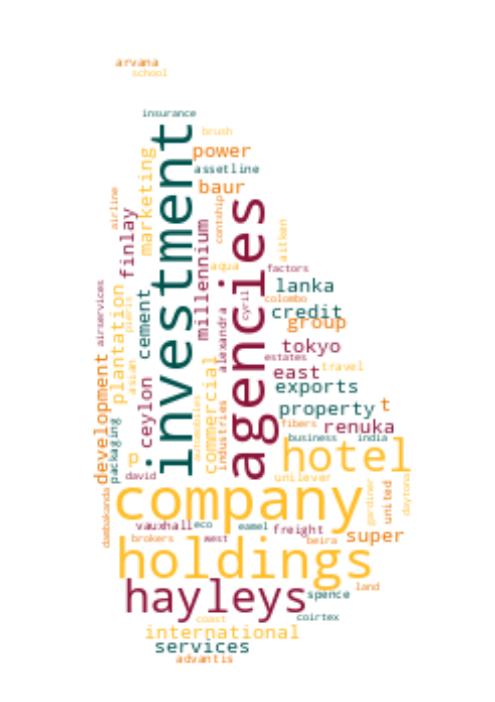 arvana
school
insurance
investment
brush
power
assetline
marketing
baur
airline
contship
agencies
finlay
millennium
aitken
aqua
factors
airservices
lanka
plantation
pieris
cement
cyril
colombo
credit
group
alexandra
tokyo
estates
development
asian
commercial
travel
east
exports
ceylon
automobiles
industries
property
t
fibers
renuka
packaging
business
india
p
hotel
david
unilever
company
gardiner
united
daytona
dambakanda
vauxhall
eco
eamel
freight
super
brokers
west
beira
holdings
land
hayleys
spence
coast
coirtex
international
services
advantis